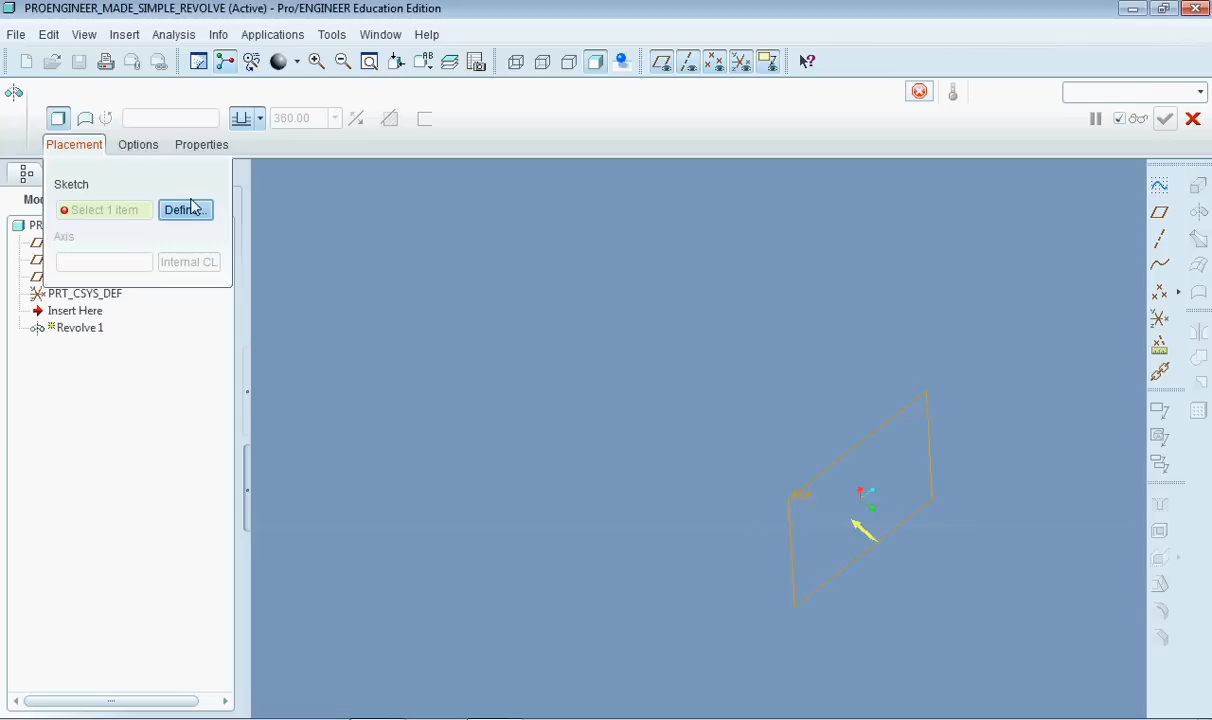 PROENGINEER_MADE_SIMPLE_REVOLVE (Active) - Pro/ENGINEER Education Edition
File Edit View Insert Analysis Info Applications Tools Window Help
360.00
Placement Options Properties
Sketch
Select 1 item
Axis
Internal CL
PRT_CSYS_DEF
Insert Here
Revolve 1